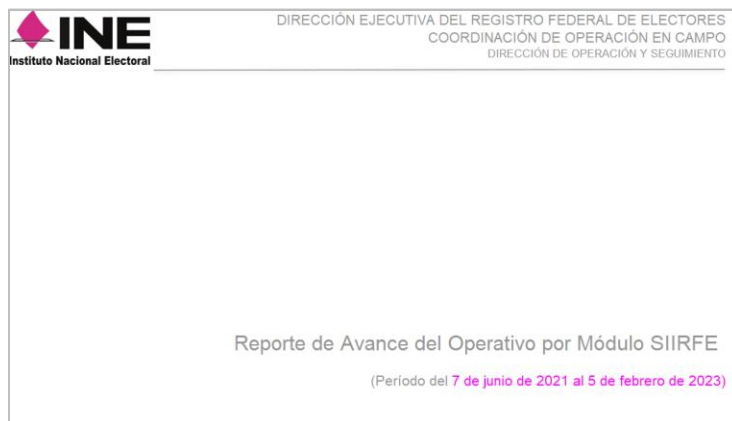 INE
Instituto Nacional Electoral
DIRECCIÓN EJECUTIVA DEL REGISTRO FEDERAL DE ELECTORES
COORDINACIÓN DE OPERACIÓN EN CAMPO
DIRECCIÓN DE OPERACIÓN Y SEGUIMIENTO
Reporte de Avance del Operativo por Módulo SIIRFE
(Período del 7 de junio de 2021 al 5 de febrero de 2023)